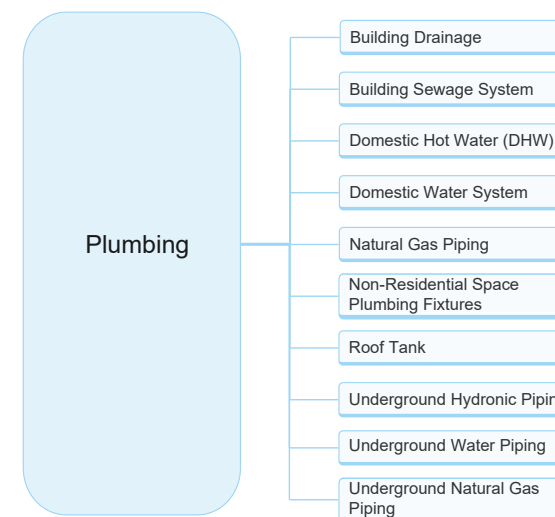 Plumbing
Building Drainage
Building Sewage System
Domestic Hot Water (DHW)
Domestic Water System
Natural Gas Piping
Non-Residential Space
Plumbing Fixtures
Roof Tank
Underground Hydronic Pipin
Underground Water Piping
Underground Natural Gas
Piping